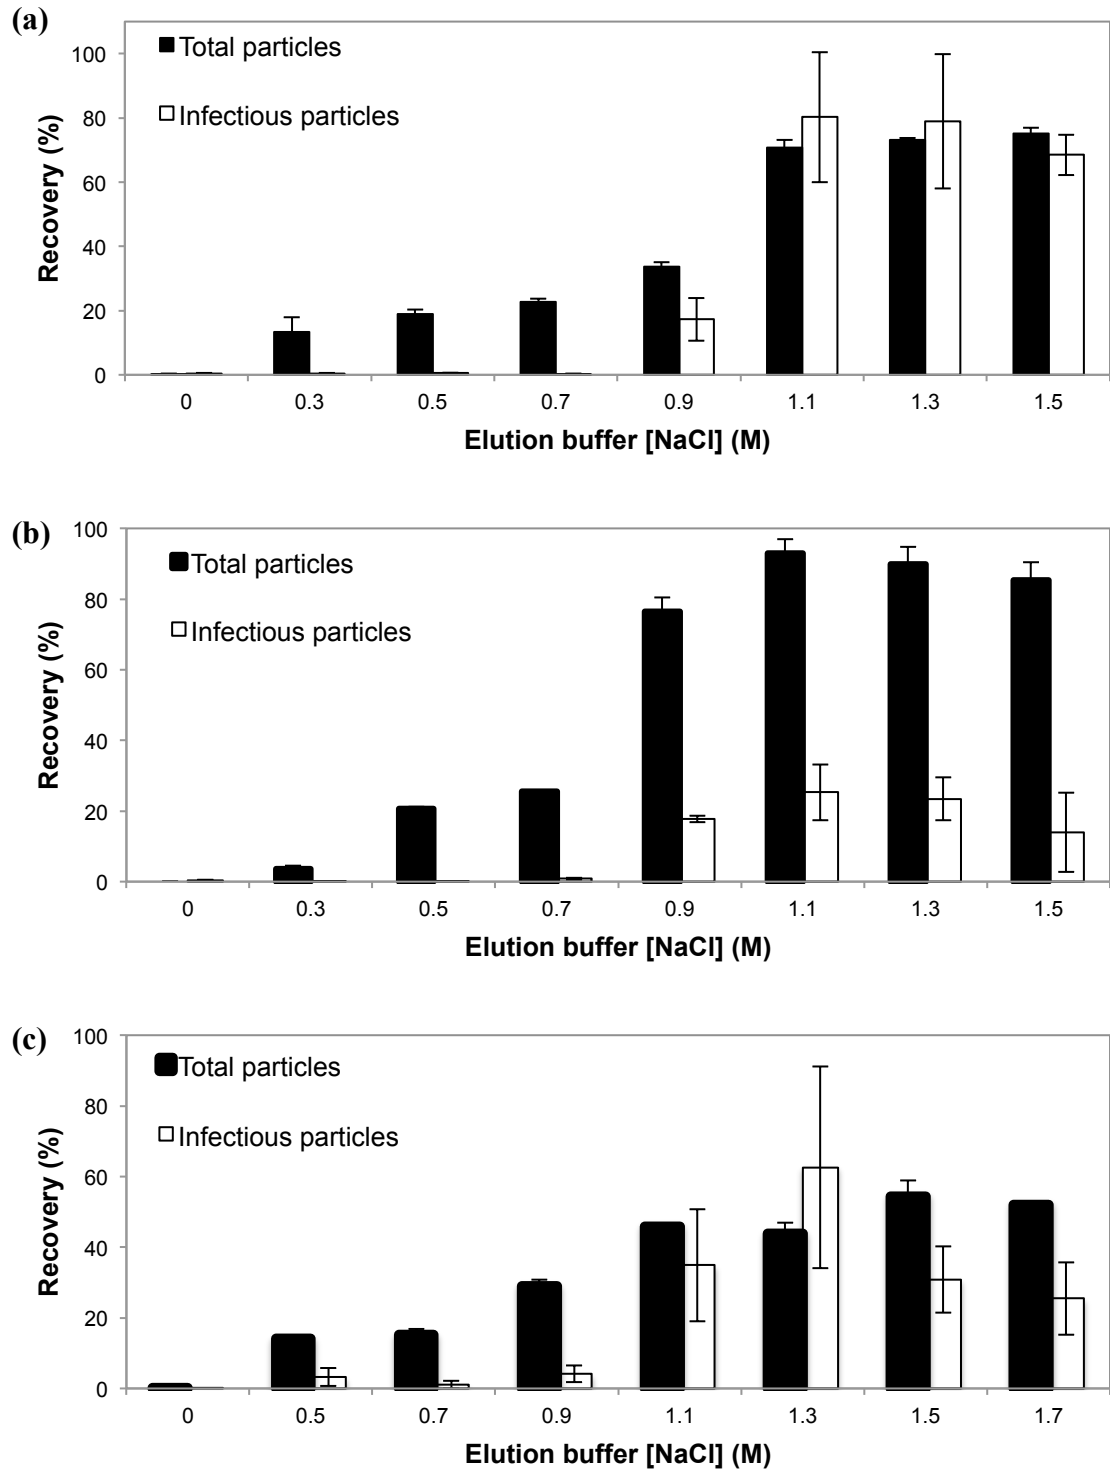 (a)
Total particles
Infectious particles
Recovery (%)
100
80
60
40
20
0
0 0.3 0.5 0.7 0.9 1.1 1.3 1.5
Elution buffer [NaCl] (M)
(b)
Total particles
Infectious particles
Recovery (%)
100
80
60
40
20
0
0 0.3 0.5 0.7 0.9 1.1 1.3 1.5
Elution buffer [NaCl] (M)
(c)
Total particles
Infectious particles
Recovery (%)
100
80
60
40
20
0
0 0.5 0.7 0.9 1.1 1.3 1.5 1.7
Elution buffer [NaCl] (M)